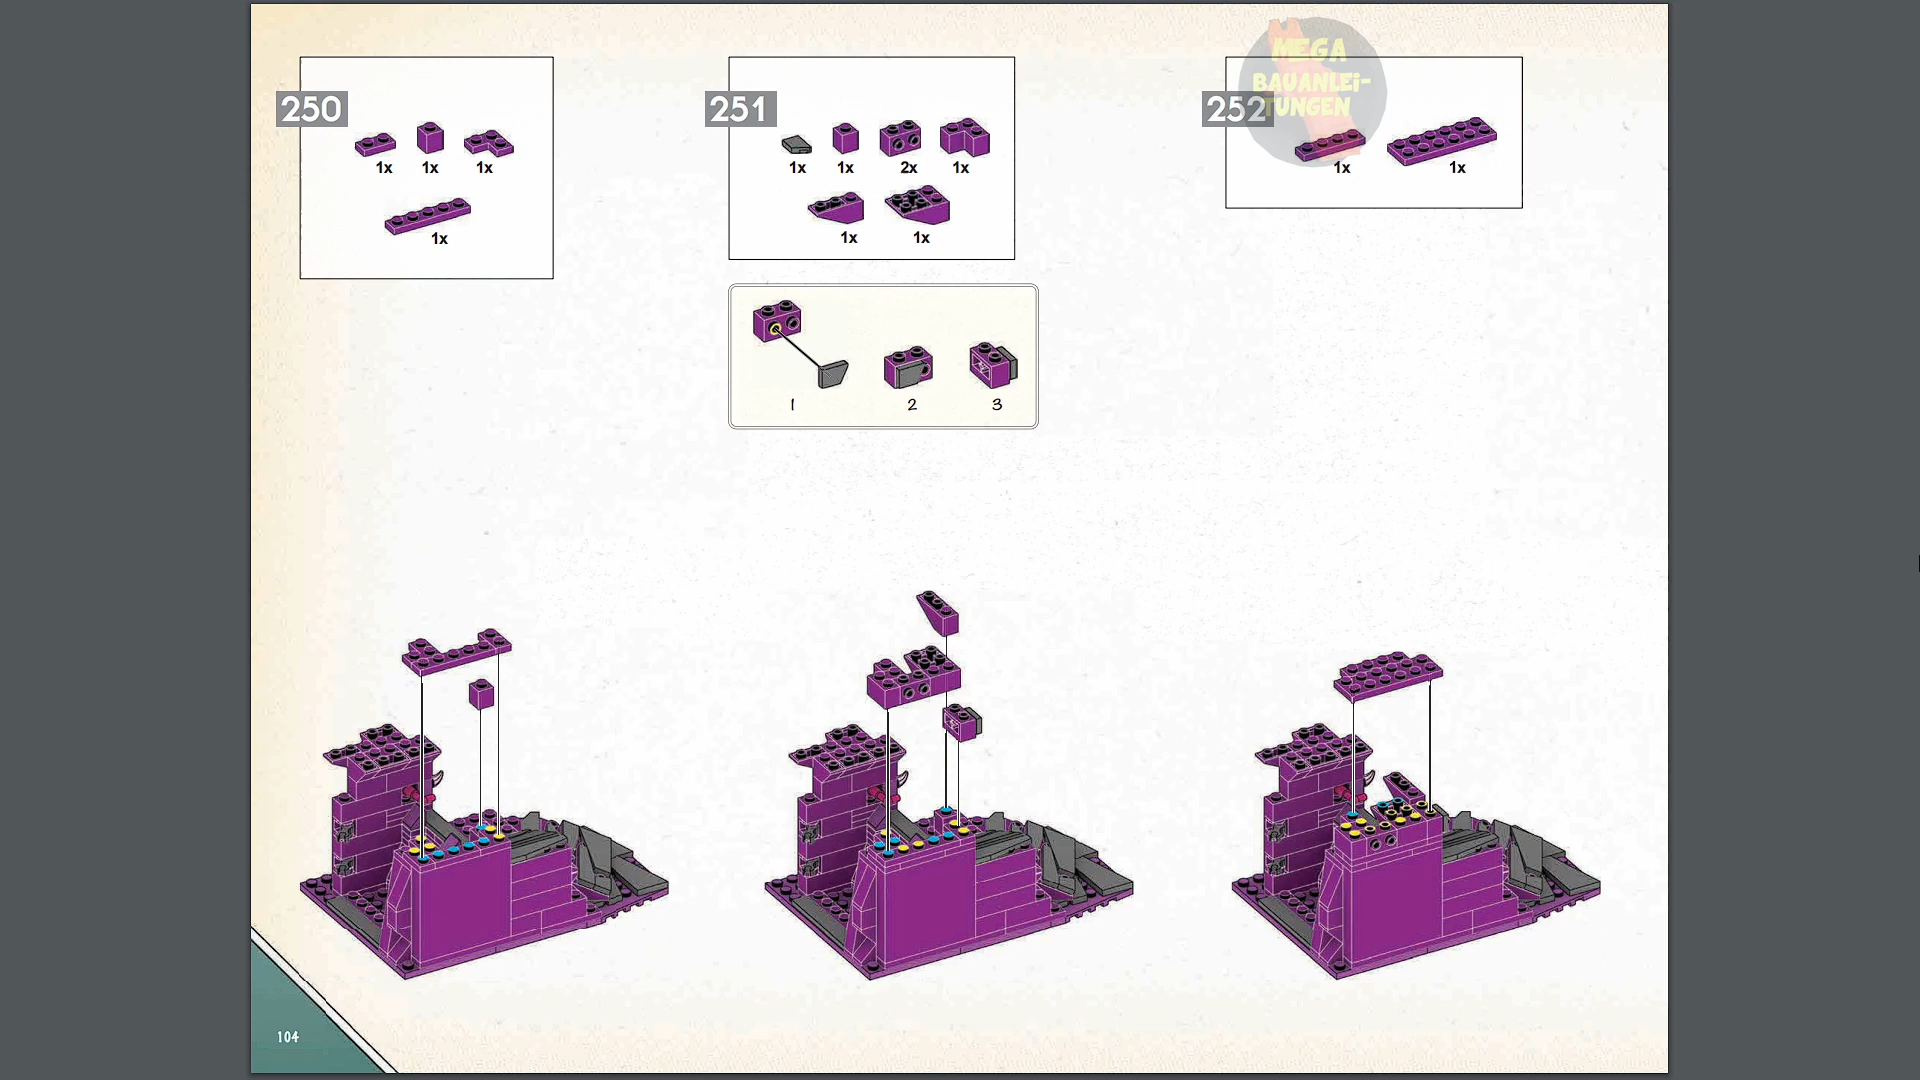 250
1x 1x 1x
1x
251
1x 1x 2x 1x
1x 1x
1 2 3
MEGA
BAUANLEI-
TUNGEN
252
1x 1x
104